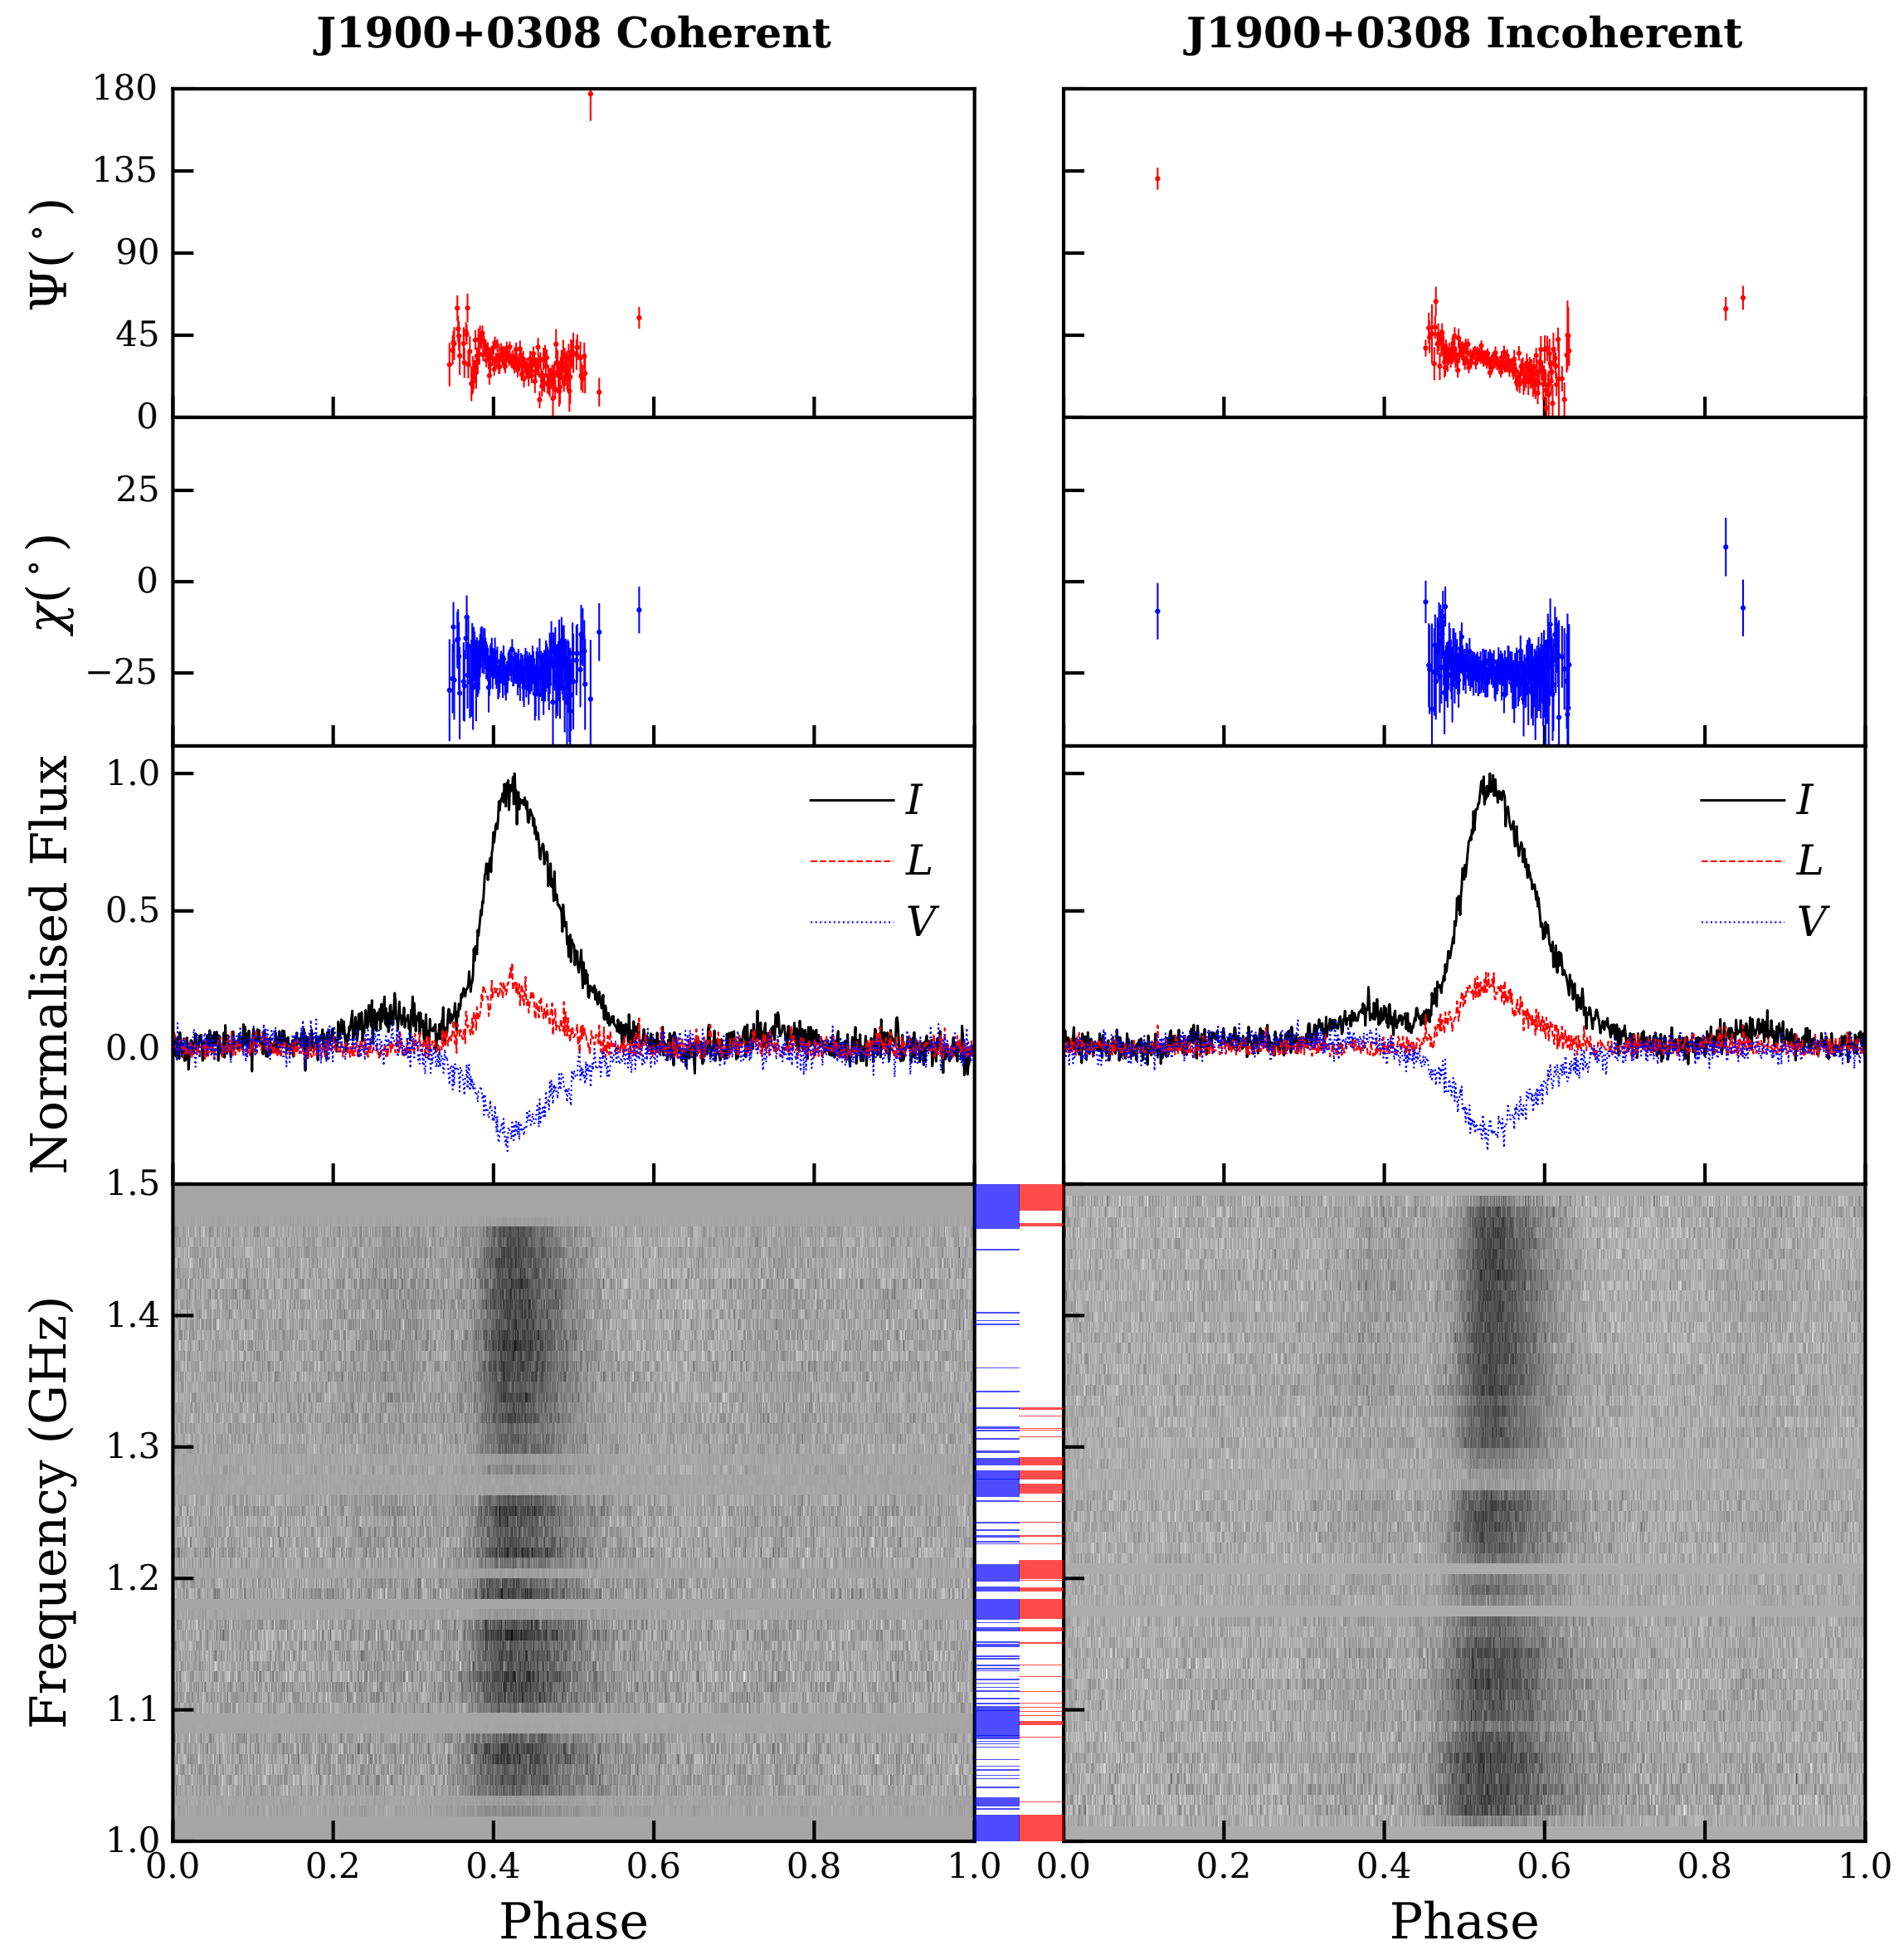 J1900+0308 Coherent
J1900+0308 Incoherent
180
135
90
45
0
Ψ(°)
25
0
−25
χ(°)
1.0
0.5
0.0
Normalised Flux
I
L
V
I
L
V
1.5
1.4
1.3
1.2
1.1
1.0
Frequency (GHz)
0.0 0.2 0.4 0.6 0.8 1.0
0.0 0.2 0.4 0.6 0.8 1.0
Phase
Phase